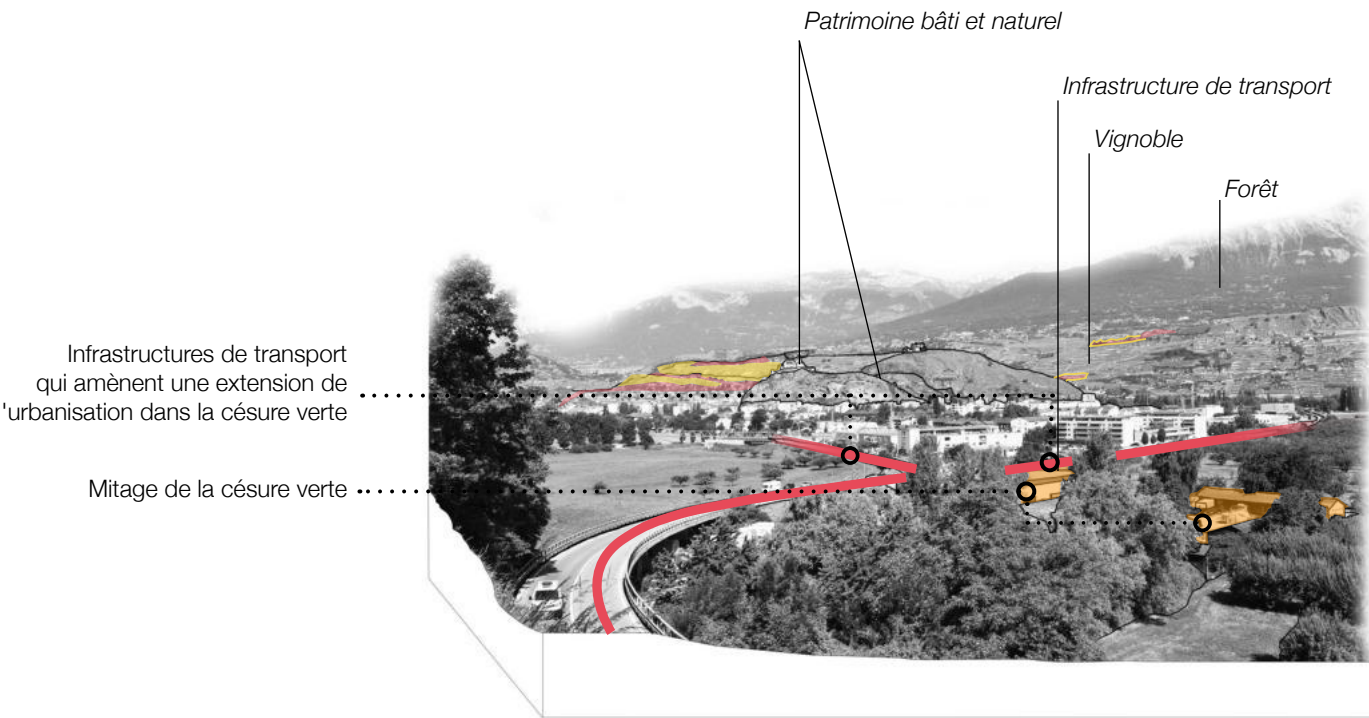 Patrimoine bâti et naturel
Infrastructure de transport
Vignoble
Forêt
Infrastructures de transport
qui amènent une extension de
'urbanisation dans la césure verte
Mitage de la césure verte